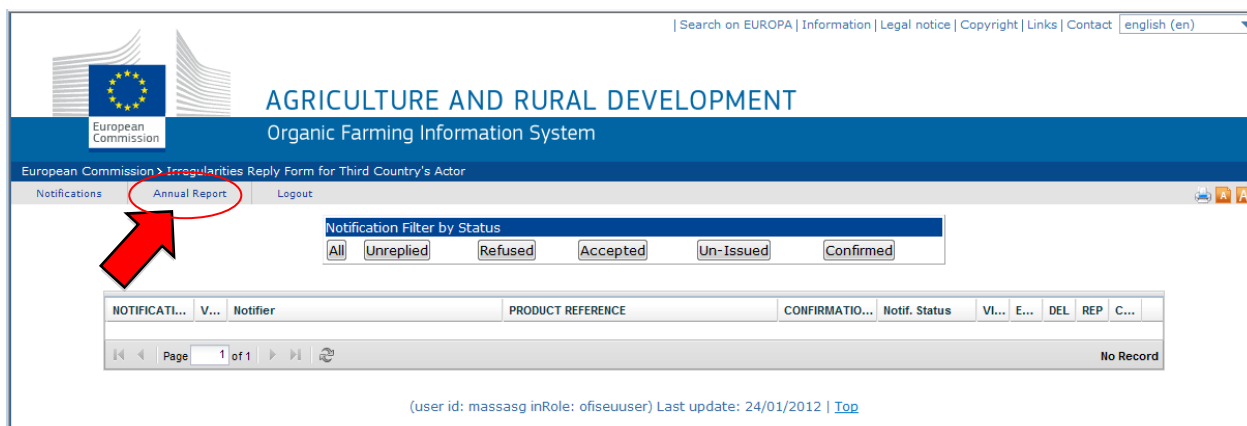 | Search on EUROPA | Information | Legal notice | Copyright | Links | Contact english (en)
AGRICULTURE AND RURAL DEVELOPMENT
European
Commission
Organic Farming Information System
European Commission > Irregularities Reply Form for Third Country's Actor
Notifications Annual Report Logout
A A
Notification Filter by Status
All Unreplied Refused Accepted Un-Issued Confirmed
NOTIFICATI... V... Notifier PRODUCT REFERENCE CONFIRMATIO... Notif. Status VI... E... DEL REP C...
Page 1 of 1 No Record
(user id: massasg inRole: ofiseuuser) Last update: 24/01/2012 | Top